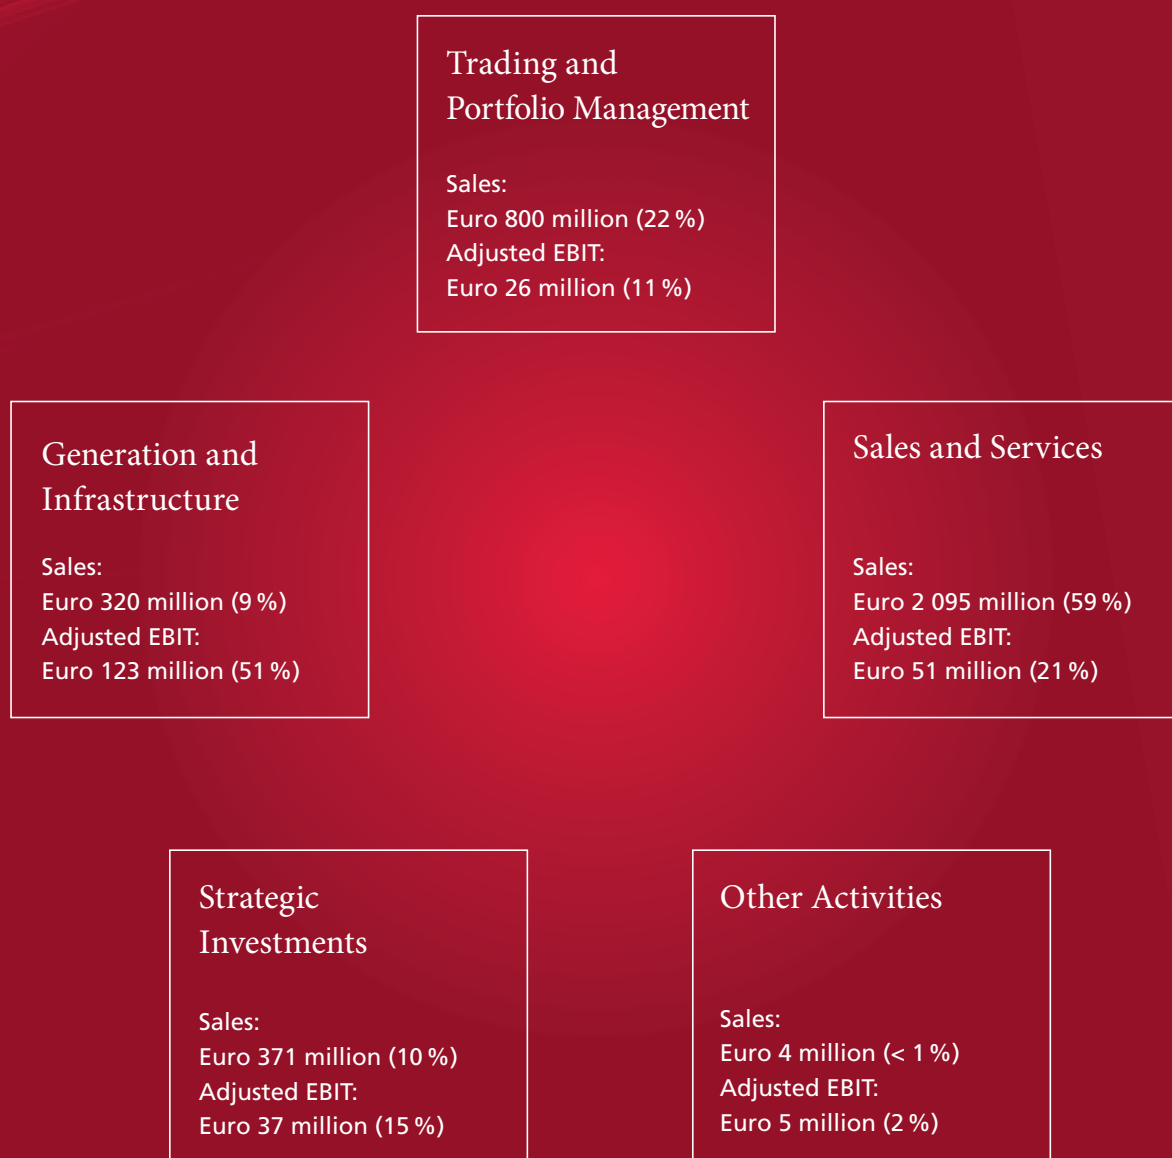 Trading and
Portfolio Management
Sales:
Euro 800 million (22 %)
Adjusted EBIT:
Euro 26 million (11 %)
Generation and
Infrastructure
Sales:
Euro 320 million (9 %)
Adjusted EBIT:
Euro 123 million (51 %)
Sales and Services
Sales:
Euro 2 095 million (59 %)
Adjusted EBIT:
Euro 51 million (21 %)
Strategic
Investments
Sales:
Euro 371 million (10 %)
Adjusted EBIT:
Euro 37 million (15 %)
Other Activities
Sales:
Euro 4 million (< 1 %)
Adjusted EBIT:
Euro 5 million (2 %)